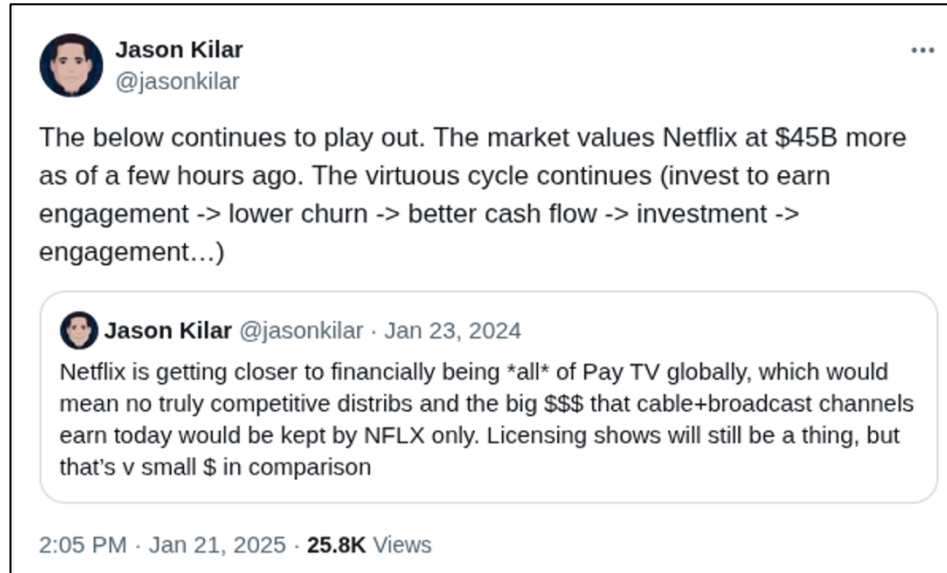 Jason Kilar
@jasonkilar
The below continues to play out. The market values Netflix at $45B more
as of a few hours ago. The virtuous cycle continues (invest to earn
engagement -> lower churn -> better cash flow -> investment ->
engagement…)
Jason Kilar @jasonkilar · Jan 23, 2024
Netflix is getting closer to financially being *all* of Pay TV globally, which would
mean no truly competitive distribs and the big $$$ that cable+broadcast channels
earn today would be kept by NFLX only. Licensing shows will still be a thing, but
that’s v small $ in comparison
2:05 PM · Jan 21, 2025 · 25.8K Views